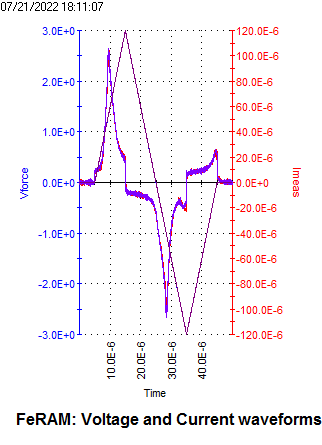 07/21/2022 18:11:07
3.0E+0
2.0E+0
1.0E+0
0.0E+0
-1.0E+0
-2.0E+0
-3.0E+0
Vforce
120.0E-6
100.0E-6
80.0E-6
60.0E-6
40.0E-6
20.0E-6
0.0E+0
-20.0E-6
-40.0E-6
-60.0E-6
-80.0E-6
-100.0E-6
-120.0E-6
Imeas
10.0E-6
20.0E-6
30.0E-6
40.0E-6
Time
FeRAM: Voltage and Current waveforms